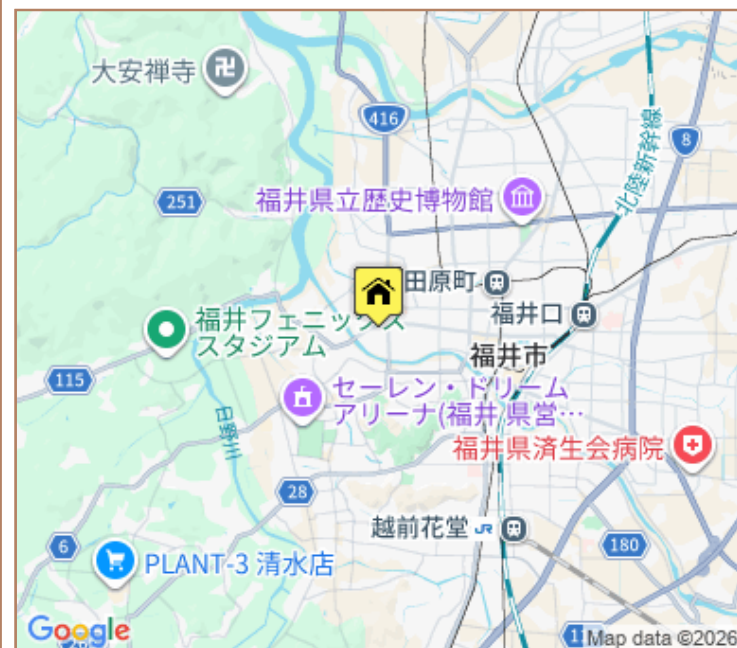 大安禅寺
416
8
北陸新幹線
251
福井県立歴史博物館
田原町
福井口
福井フェニックス
スタジアム
福井市
115
セーレン・ドリーム
アリーナ(福井県営…
日野川
福井県済生会病院
28
越前花堂 JR
6
180
PLANT-3 清水店
Google
Map data ©2026